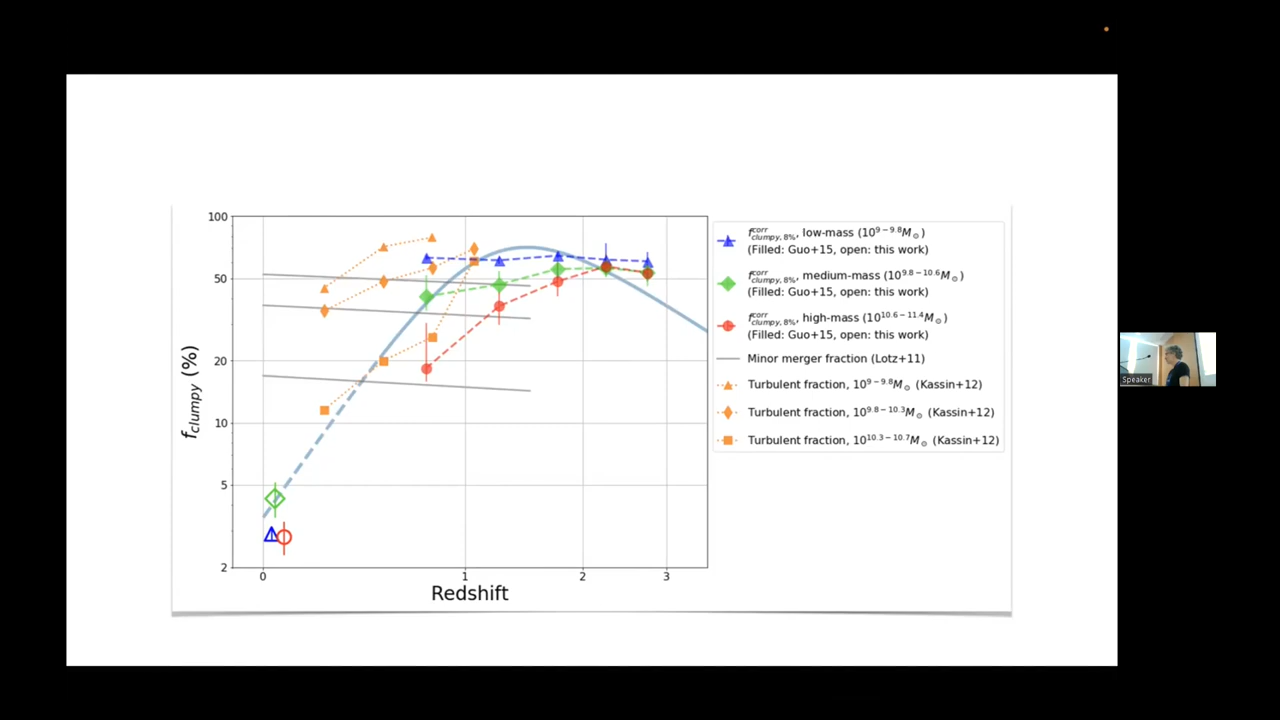 100
50
20
10
5
2
f_clumpy (%)
0 1 2 3
Redshift
f^corr_clumpy, 8%, low-mass (10^9−9.8 M⊙)
(Filled: Guo+15, open: this work)
f^corr_clumpy, 8%, medium-mass (10^9.8−10.6 M⊙)
(Filled: Guo+15, open: this work)
f^corr_clumpy, 8%, high-mass (10^10.6−11.4 M⊙)
(Filled: Guo+15, open: this work)
Minor merger fraction (Lotz+11)
Turbulent fraction, 10^9−9.8 M⊙ (Kassin+12)
Turbulent fraction, 10^9.8−10.3 M⊙ (Kassin+12)
Turbulent fraction, 10^10.3−10.7 M⊙ (Kassin+12)
Speaker